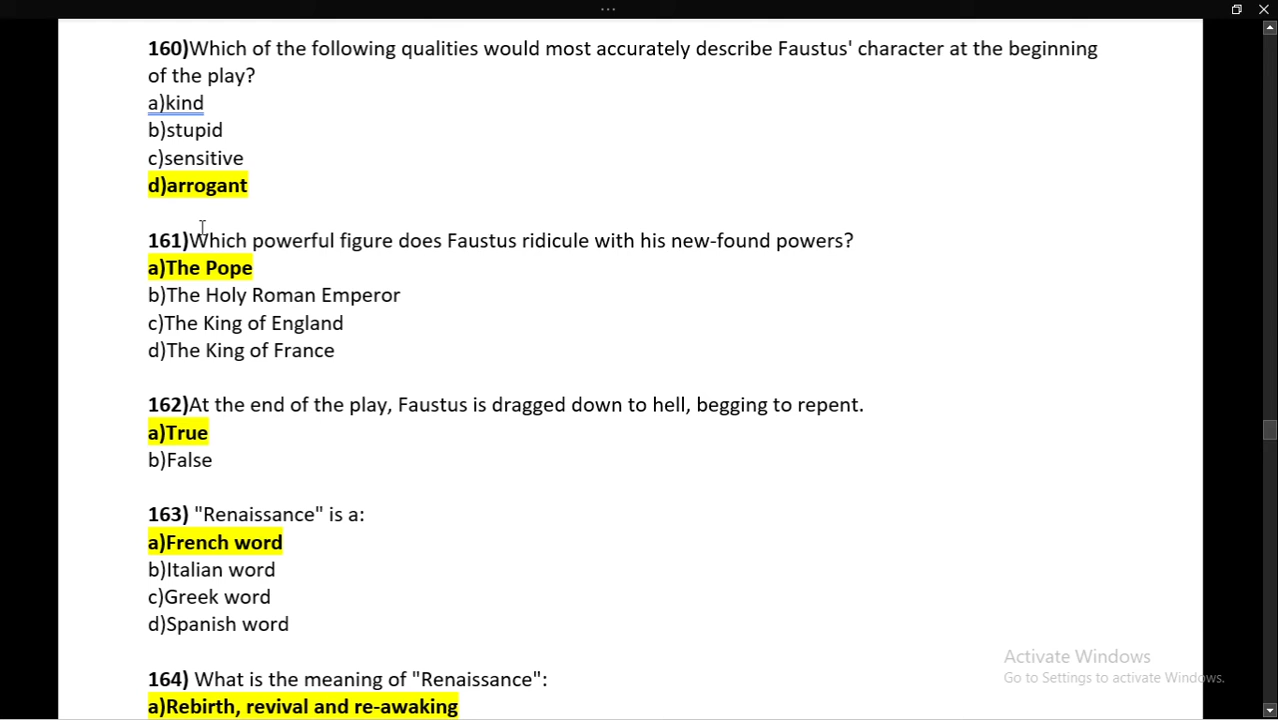 160)Which of the following qualities would most accurately describe Faustus' character at the beginning
of the play?
a)kind
b)stupid
c)sensitive
d)arrogant
161)Which powerful figure does Faustus ridicule with his new-found powers?
a)The Pope
b)The Holy Roman Emperor
c)The King of England
d)The King of France
162)At the end of the play, Faustus is dragged down to hell, begging to repent.
a)True
b)False
163) "Renaissance" is a:
a)French word
b)Italian word
c)Greek word
d)Spanish word
164) What is the meaning of "Renaissance":
a)Rebirth, revival and re-awaking
Activate Windows
Go to Settings to activate Windows.